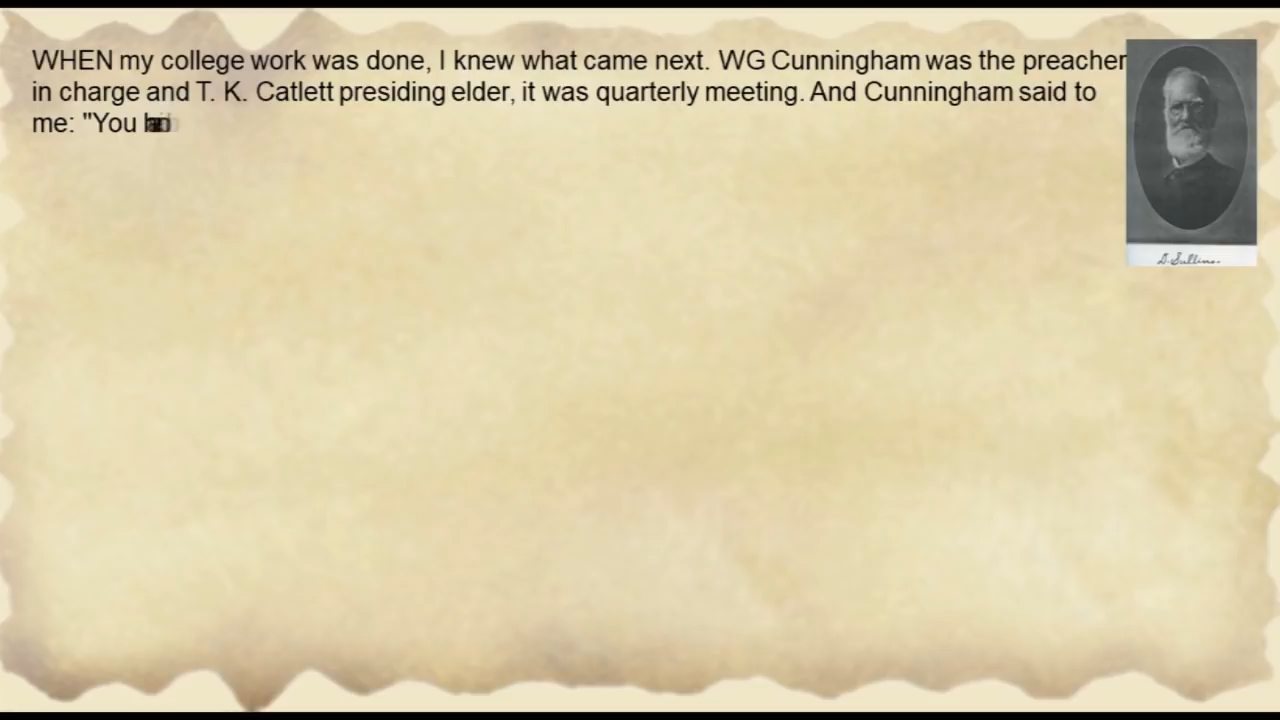 WHEN my college work was done, I knew what came next. WG Cunningham was the preacher
in charge and T. K. Catlett presiding elder, it was quarterly meeting. And Cunningham said to
me: "You
D. Sullins.